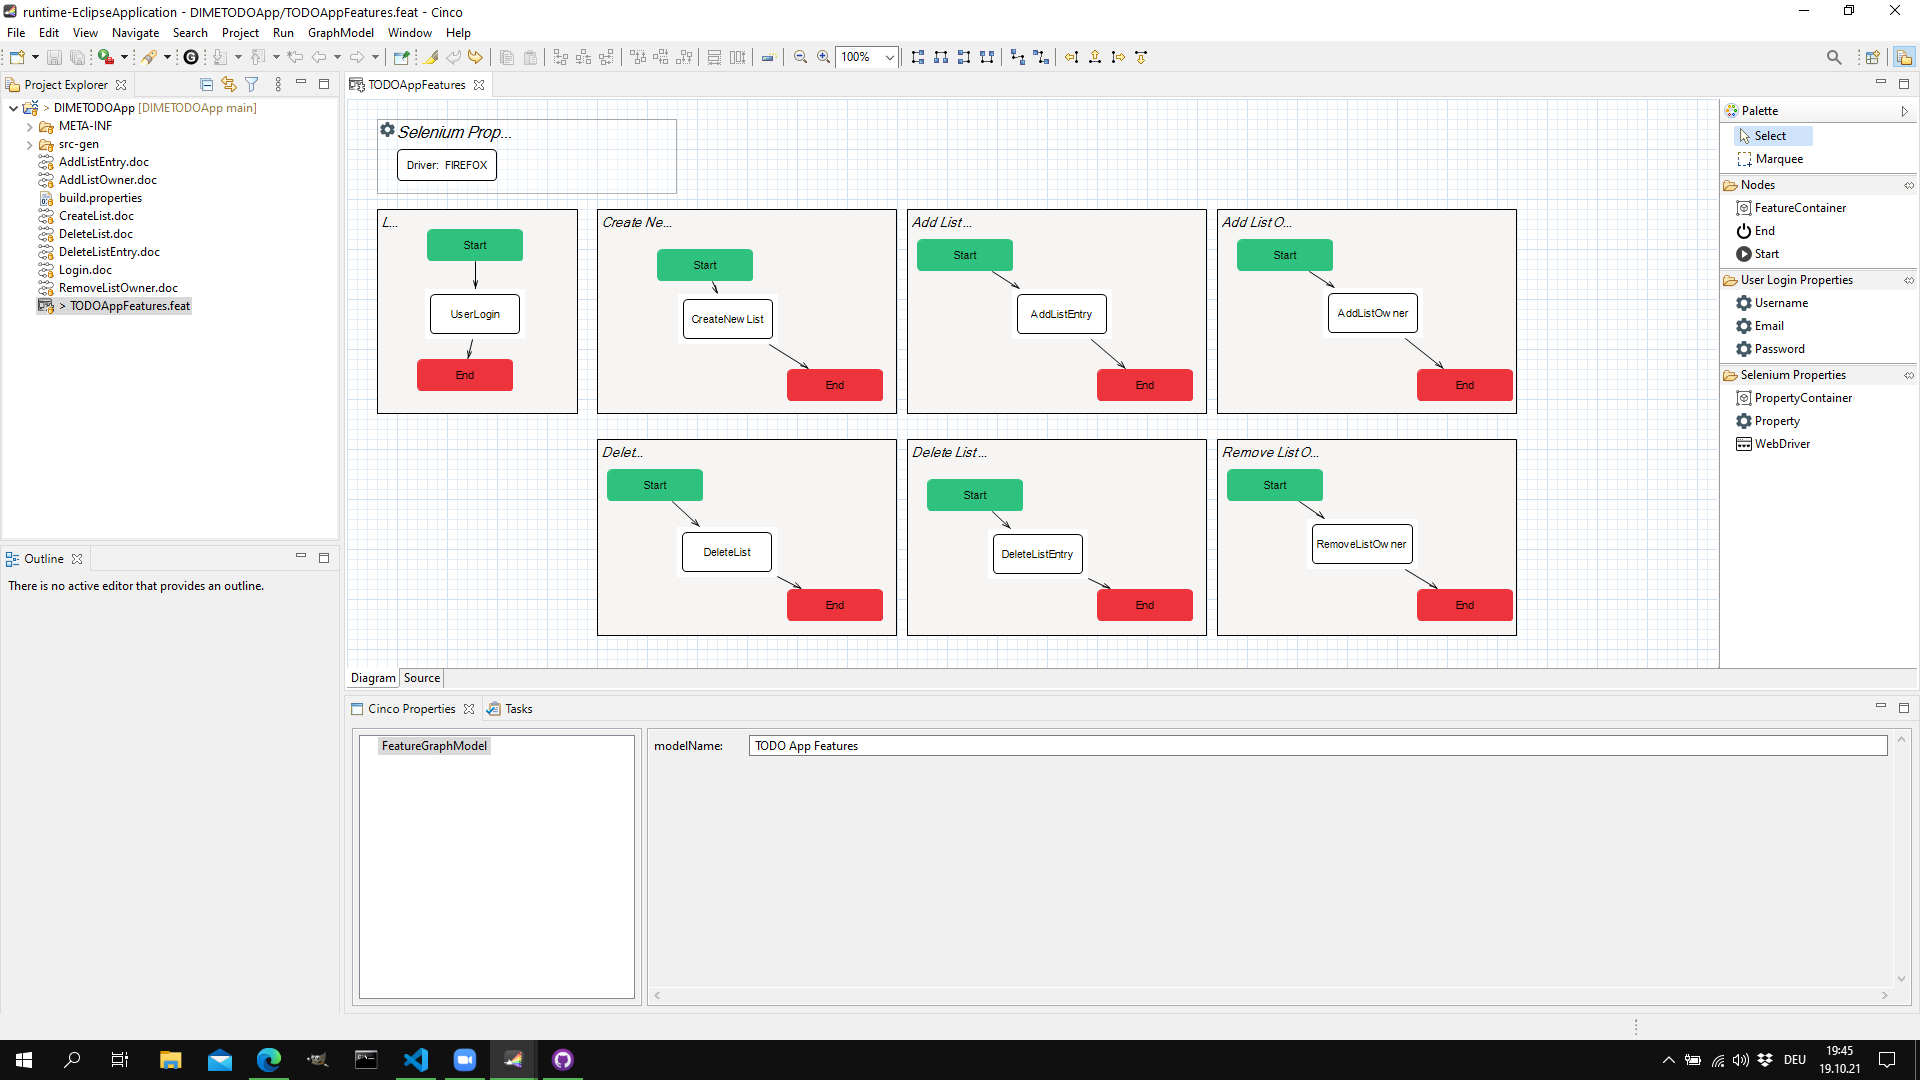 runtime-EclipseApplication - DIMETODOApp/TODOAppFeatures.feat - Cinco
File Edit View Navigate Search Project Run GraphModel Window Help
100%
Project Explorer
> DIMETODOApp [DIMETODOApp main]
META-INF
src-gen
AddListEntry.doc
AddListOwner.doc
build.properties
CreateList.doc
DeleteList.doc
DeleteListEntry.doc
Login.doc
RemoveListOwner.doc
> TODOAppFeatures.feat
Outline
There is no active editor that provides an outline.
TODOAppFeatures
Selenium Prop...
Driver: FIREFOX
L...
Start
UserLogin
End
Create Ne...
Start
CreateNew List
End
Add List ...
Start
AddListEntry
End
Add List O...
Start
AddListOw ner
End
Delet...
Start
DeleteList
End
Delete List ...
Start
DeleteListEntry
End
Remove List O...
Start
RemoveListOw ner
End
Palette
Select
Marquee
Nodes
FeatureContainer
End
Start
User Login Properties
Username
Email
Password
Selenium Properties
PropertyContainer
Property
WebDriver
Diagram Source
Cinco Properties Tasks
FeatureGraphModel
modelName: TODO App Features
DEU
19:45
19.10.21